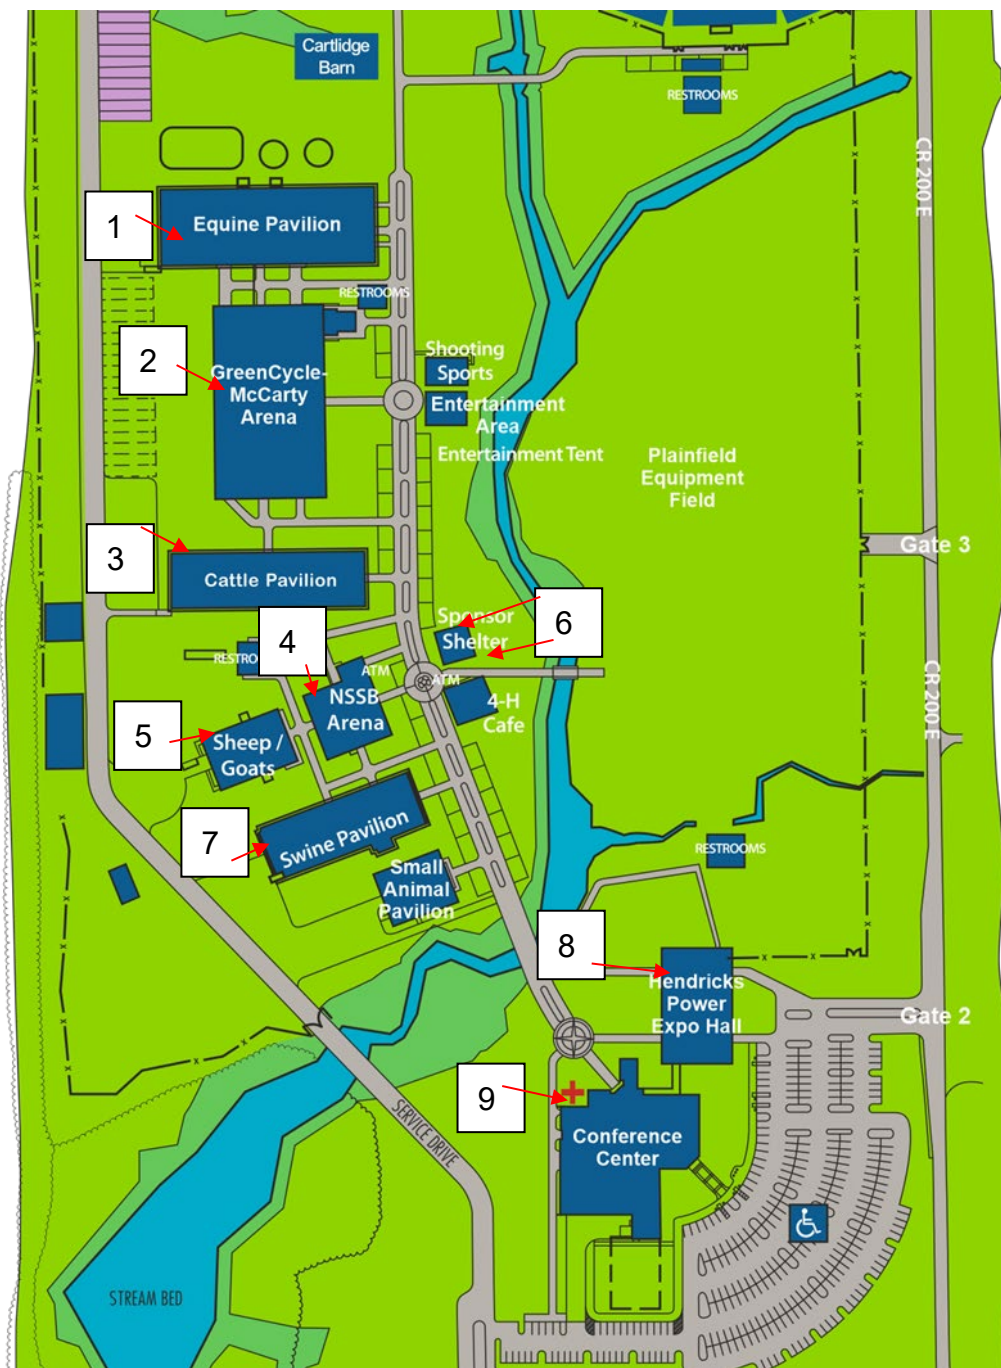 Cartlidge
Barn
RESTROOMS
CR 200 E
1
Equine Pavilion
RESTROOMS
2
GreenCycle-
McCarty
Arena
Shooting
Sports
Entertainment
Area
Entertainment Tent
Plainfield
Equipment
Field
Gate 3
3
Cattle Pavilion
Sponsor
Shelter
6
4
RESTROO
ATM
ATM
NSSB
Arena
4-H
Cafe
CR 200 E
5
Sheep /
Goats
7
Swine Pavilion
RESTROOMS
Small
Animal
Pavilion
8
Hendricks
Power
Expo Hall
Gate 2
9
Conference
Center
SERVICE DRIVE
STREAM BED